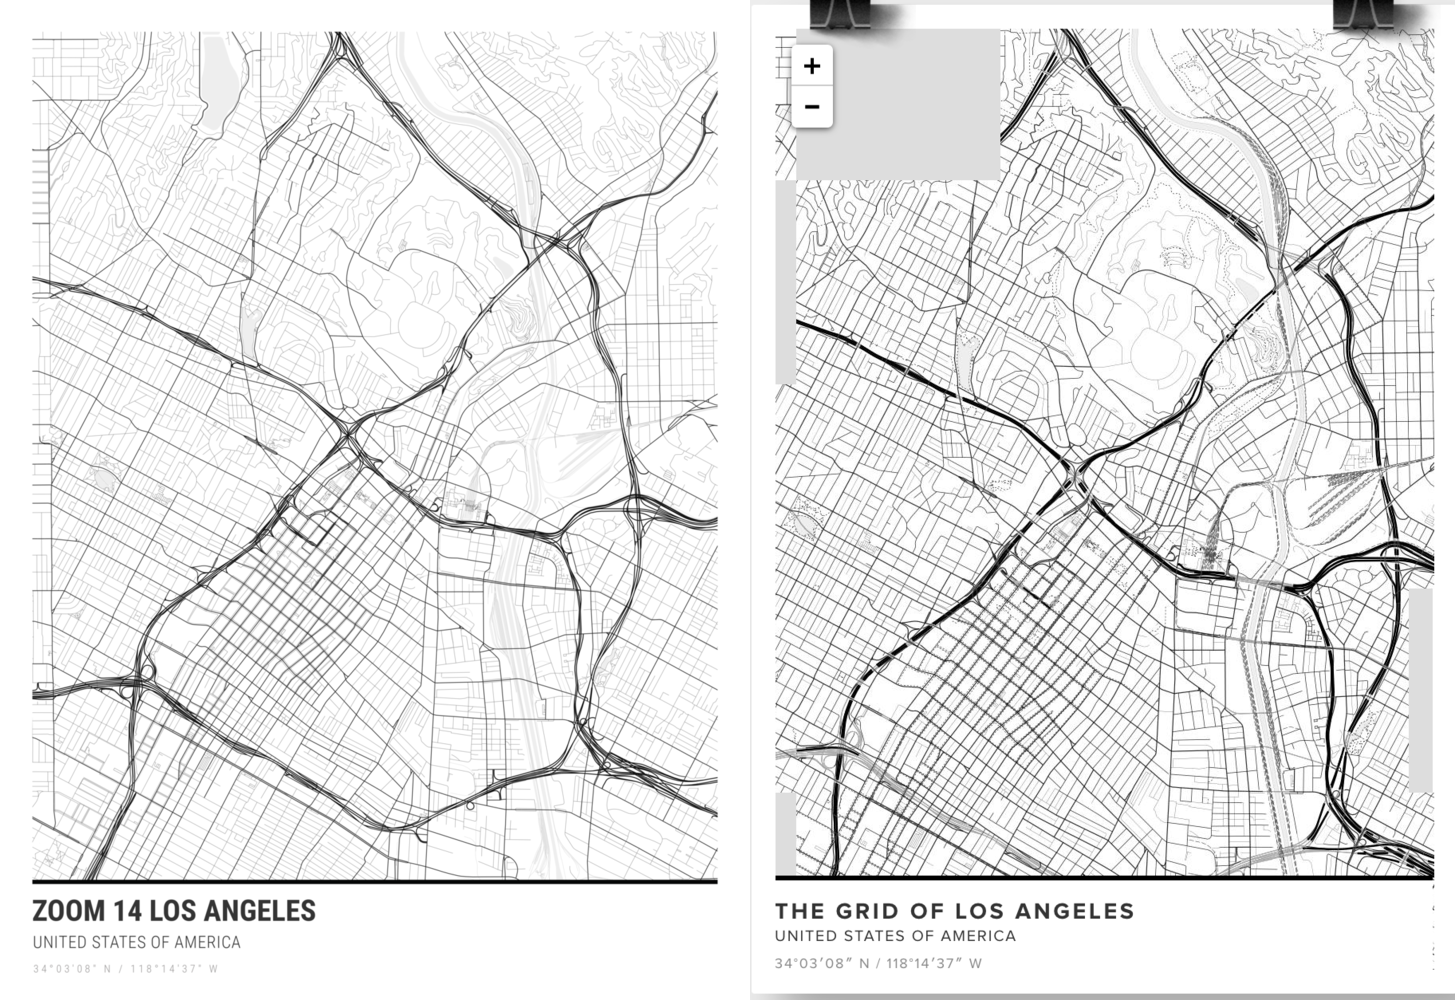 +
−
ZOOM 14 LOS ANGELES
UNITED STATES OF AMERICA
34°03'08" N / 118°14'37" W
THE GRID OF LOS ANGELES
UNITED STATES OF AMERICA
34°03′08″ N / 118°14′37″ W